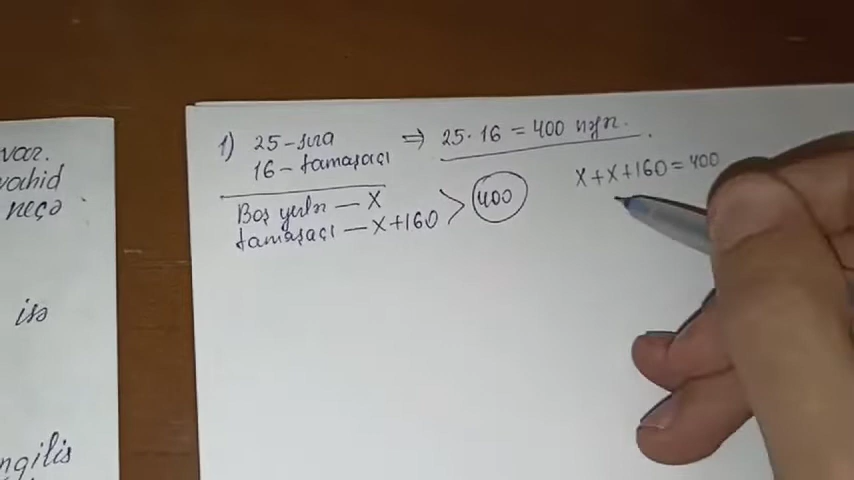 var.
vahid
neçə
isə
ngilis
1) 25-sıra
16-tamaşaçı
⇒ 25·16=400 nəfər.
Boş yerlər — x
tamaşaçı — x+160
400
x+x+160=400